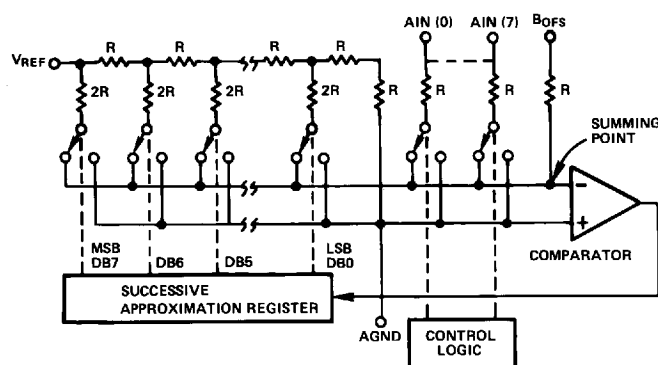 AIN (0)
AIN (7)
BOFS
VREF
R
R
R
R
2R
2R
2R
2R
R
R
R
R
SUMMING
POINT
−
+
COMPARATOR
MSB
DB7
DB6
DB5
LSB
DB0
SUCCESSIVE
APPROXIMATION REGISTER
AGND
CONTROL
LOGIC